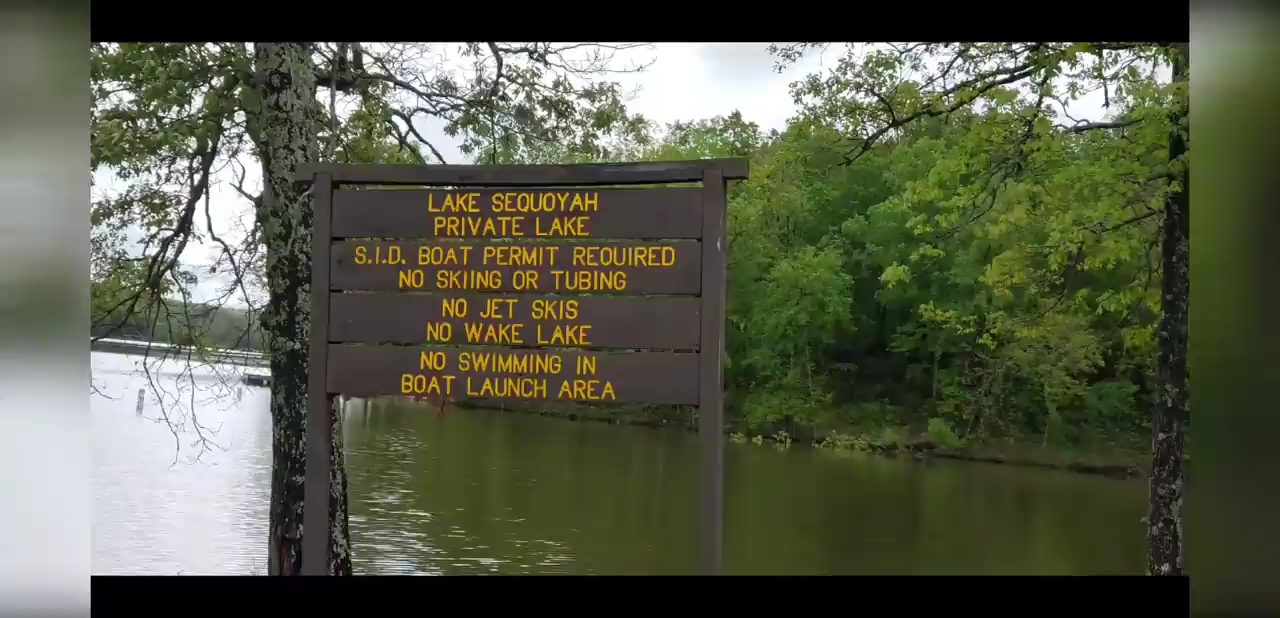 LAKE SEQUOYAH
PRIVATE LAKE
S.I.D. BOAT PERMIT REQUIRED
NO SKIING OR TUBING
NO JET SKIS
NO WAKE LAKE
NO SWIMMING IN
BOAT LAUNCH AREA